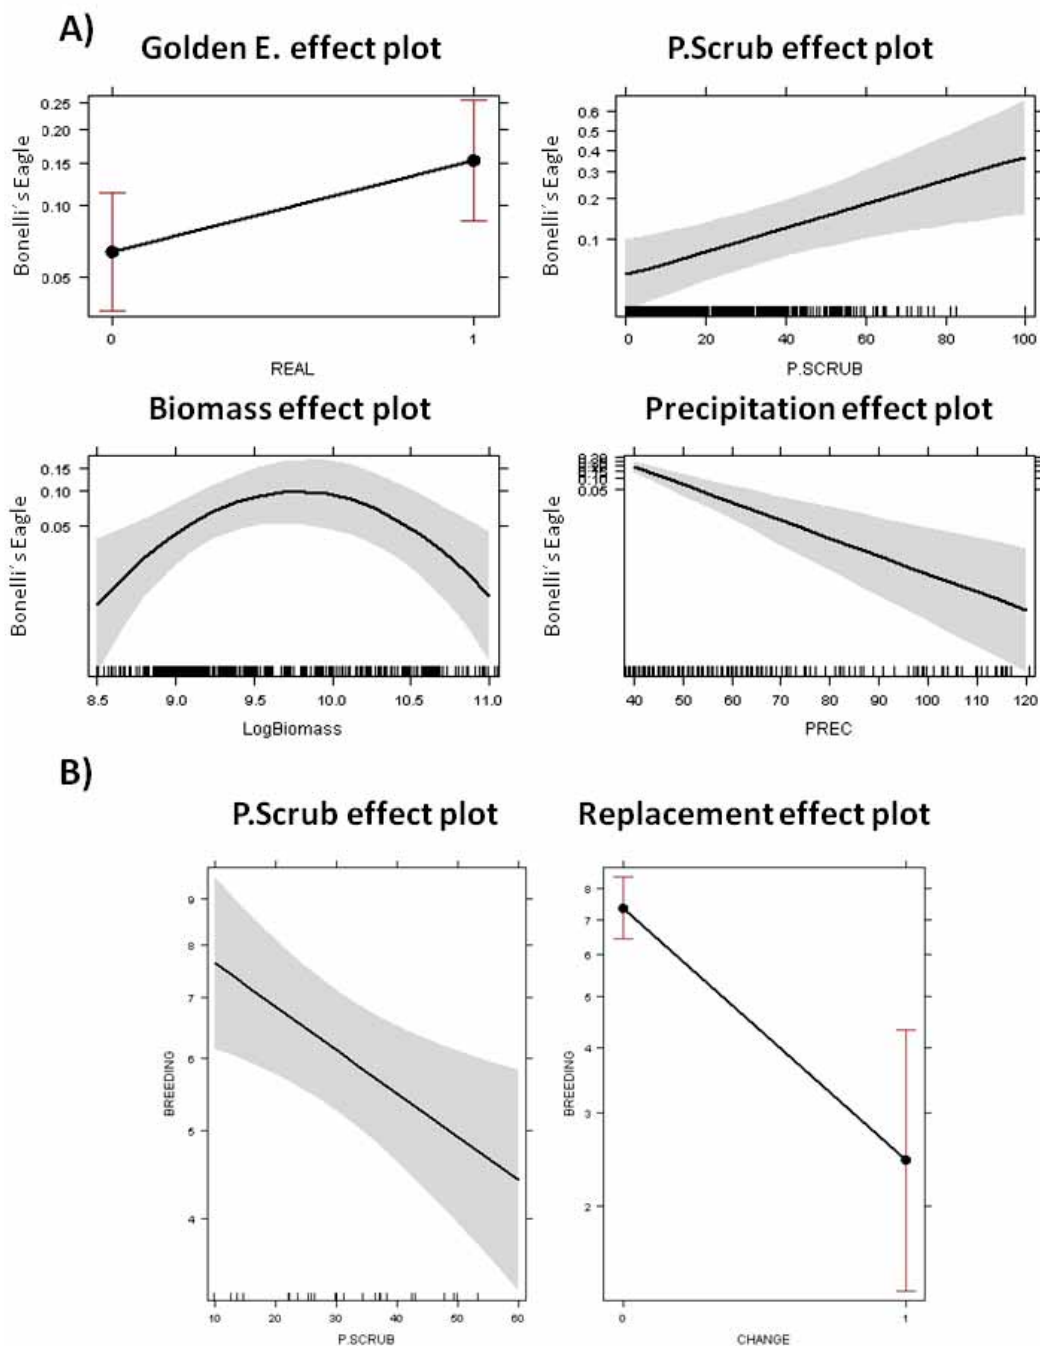 A)
Golden E. effect plot
Bonelli´s Eagle
0.25
0.20
0.15
0.10
0.05
0
1
REAL
P.Scrub effect plot
Bonelli´s Eagle
0.6
0.5
0.4
0.3
0.2
0.1
0 20 40 60 80 100
P.SCRUB
Biomass effect plot
Bonelli´s Eagle
0.15
0.10
0.05
8.5 9.0 9.5 10.0 10.5 11.0
LogBiomass
Precipitation effect plot
Bonelli´s Eagle
0.10
0.05
40 50 60 70 80 90 100 110 120
PREC
B)
P.Scrub effect plot
BREEDING
9
8
7
6
5
4
10 20 30 40 50 60
P.SCRUB
Replacement effect plot
BREEDING
8
7
6
5
4
3
2
0
1
CHANGE